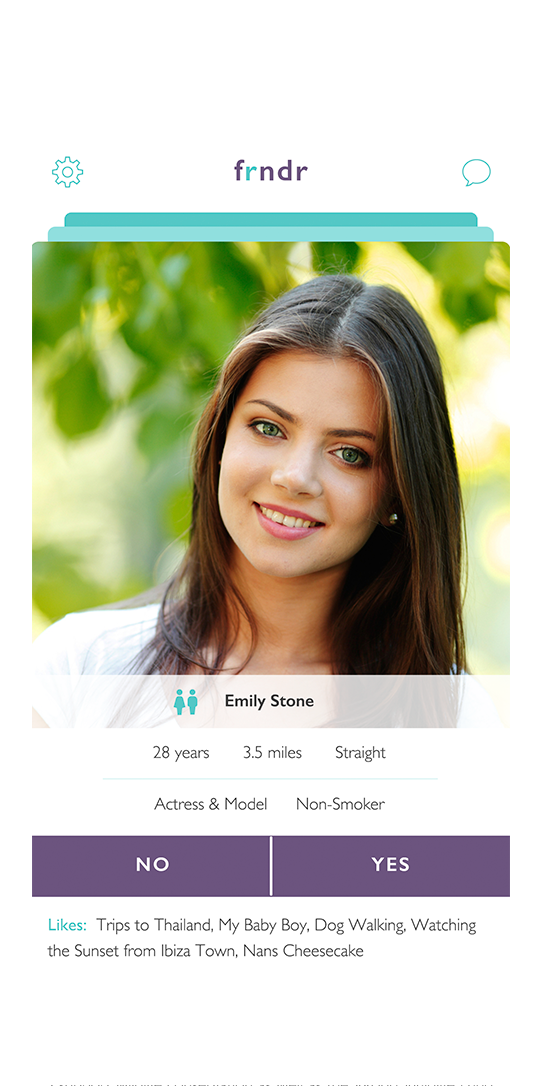 frndr
Emily Stone
28 years 3.5 miles Straight
Actress & Model Non-Smoker
NO YES
Likes: Trips to Thailand, My Baby Boy, Dog Walking, Watching
the Sunset from Ibiza Town, Nans Cheesecake